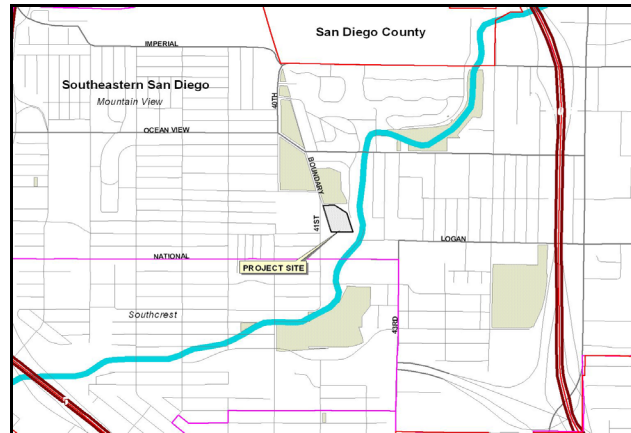 San Diego County
IMPERIAL
Southeastern San Diego
Mountain View
40TH
OCEAN VIEW
BOUNDARY
41ST
LOGAN
NATIONAL
PROJECT SITE
Southcrest
43RD